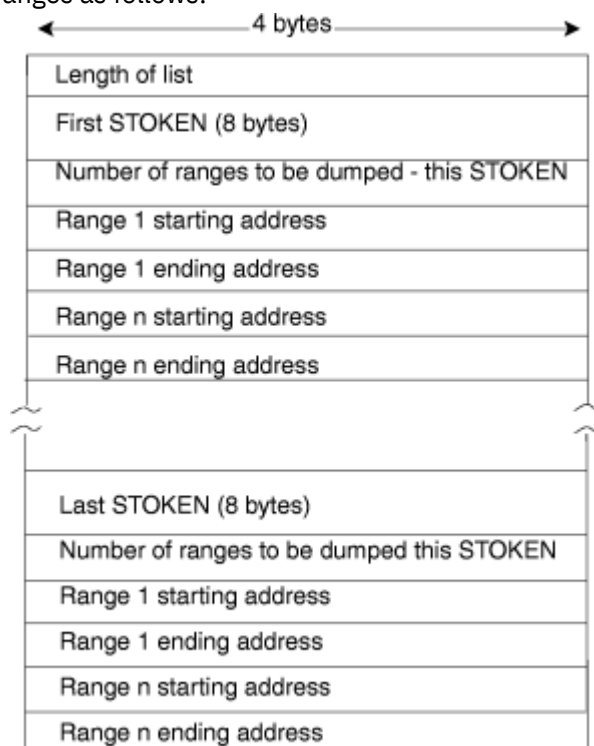 anges as follows:
4 bytes
Length of list
First STOKEN (8 bytes)
Number of ranges to be dumped - this STOKEN
Range 1 starting address
Range 1 ending address
Range n starting address
Range n ending address
Last STOKEN (8 bytes)
Number of ranges to be dumped this STOKEN
Range 1 starting address
Range 1 ending address
Range n starting address
Range n ending address